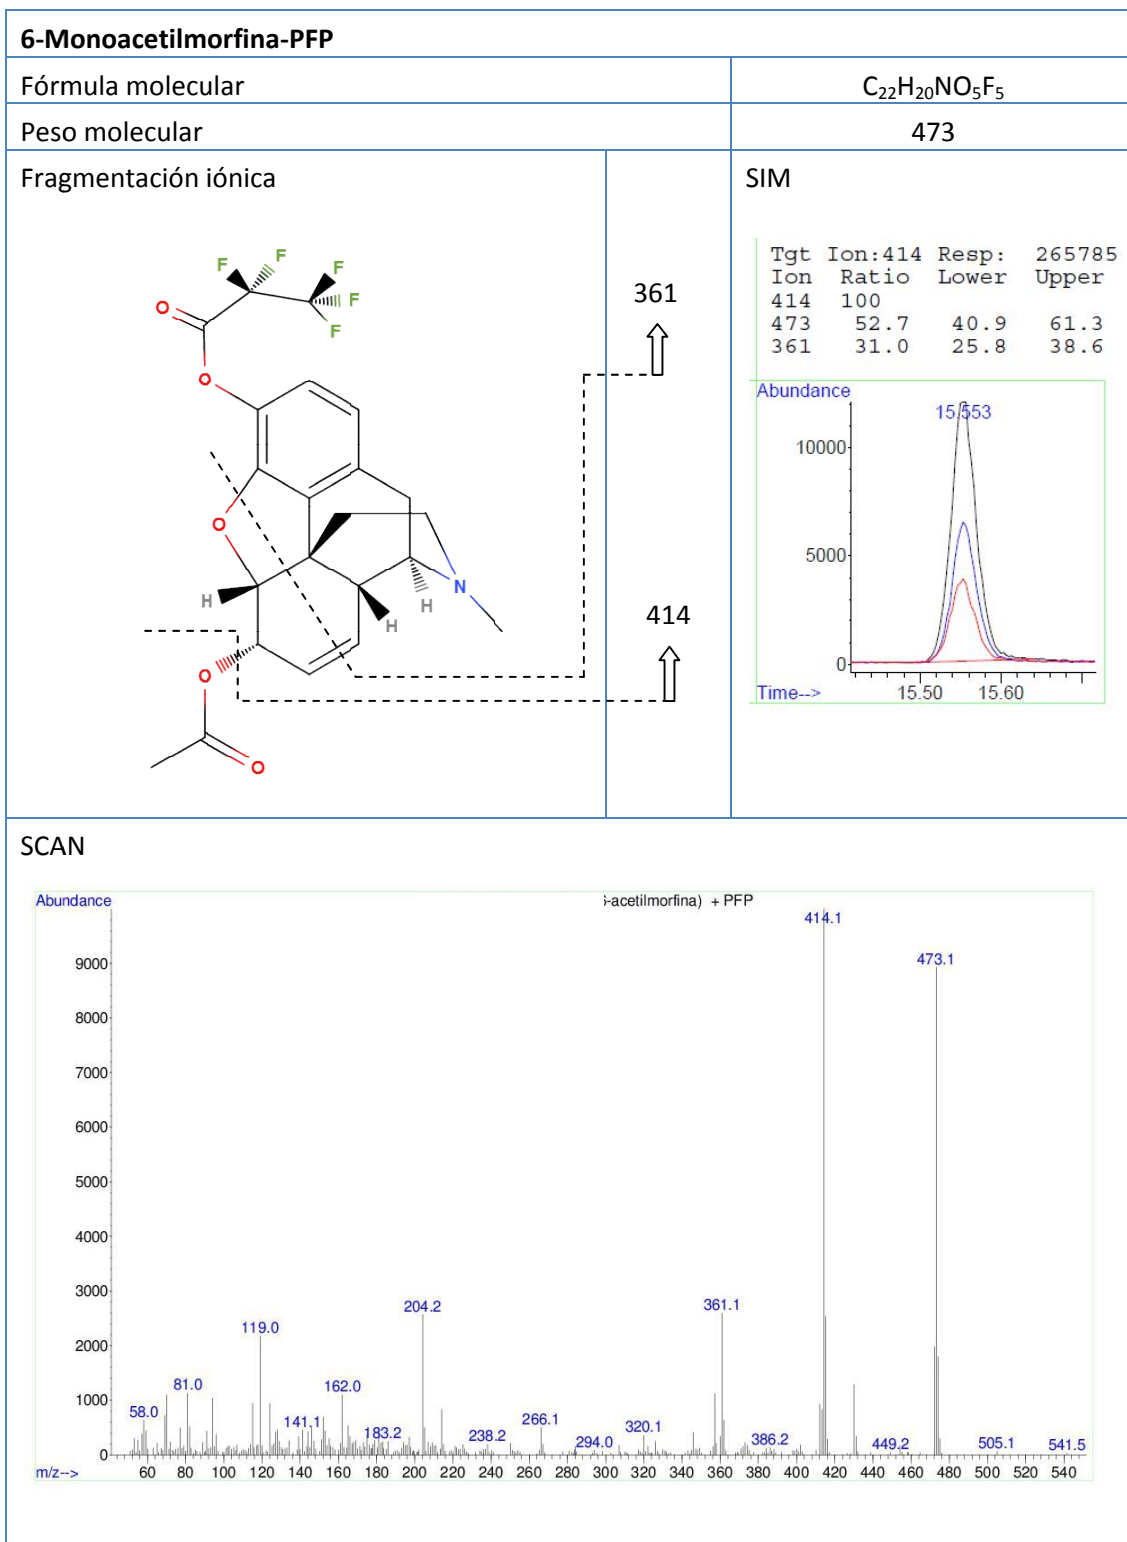 6-Monoacetilmorfina-PFP
Fórmula molecular C₂₂H₂₀NO₅F₅
Peso molecular 473
Fragmentación iónica
SIM
F F F F F
O
O
O
H
H
H
N
O
O
361
414
Tgt Ion:414 Resp: 265785
Ion Ratio Lower Upper
414 100
473 52.7 40.9 61.3
361 31.0 25.8 38.6
Abundance
15.553
10000
5000
0
Time-->
15.50 15.60
SCAN
Abundance
-acetilmorfina) + PFP
414.1
473.1
9000
8000
7000
6000
5000
4000
3000
2000
1000
0
204.2
361.1
119.0
81.0
58.0
162.0
141.1
183.2
238.2
266.1
294.0
320.1
386.2
449.2
505.1
541.5
m/z-->
60 80 100 120 140 160 180 200 220 240 260 280 300 320 340 360 380 400 420 440 460 480 500 520 540